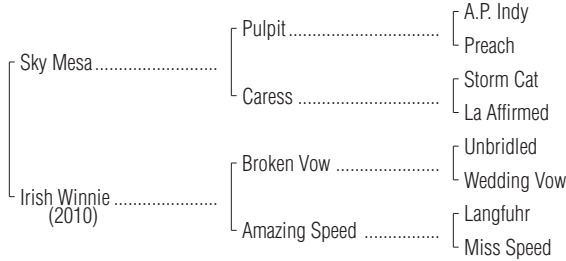 A.P. Indy
Pulpit
Preach
Sky Mesa
Storm Cat
Caress
La Affirmed
Unbridled
Broken Vow
Wedding Vow
Irish Winnie
(2010)
Langfuhr
Amazing Speed
Miss Speed